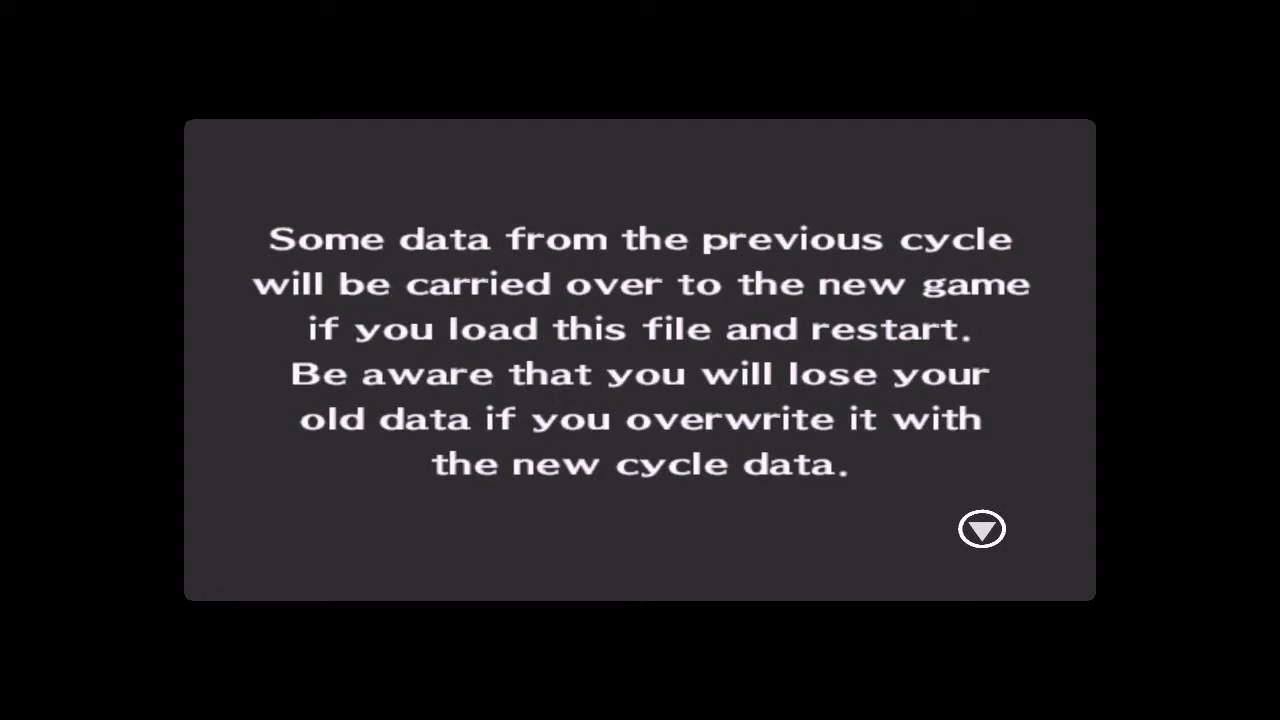 Some data from the previous cycle
will be carried over to the new game
if you load this file and restart.
Be aware that you will lose your
old data if you overwrite it with
the new cycle data.